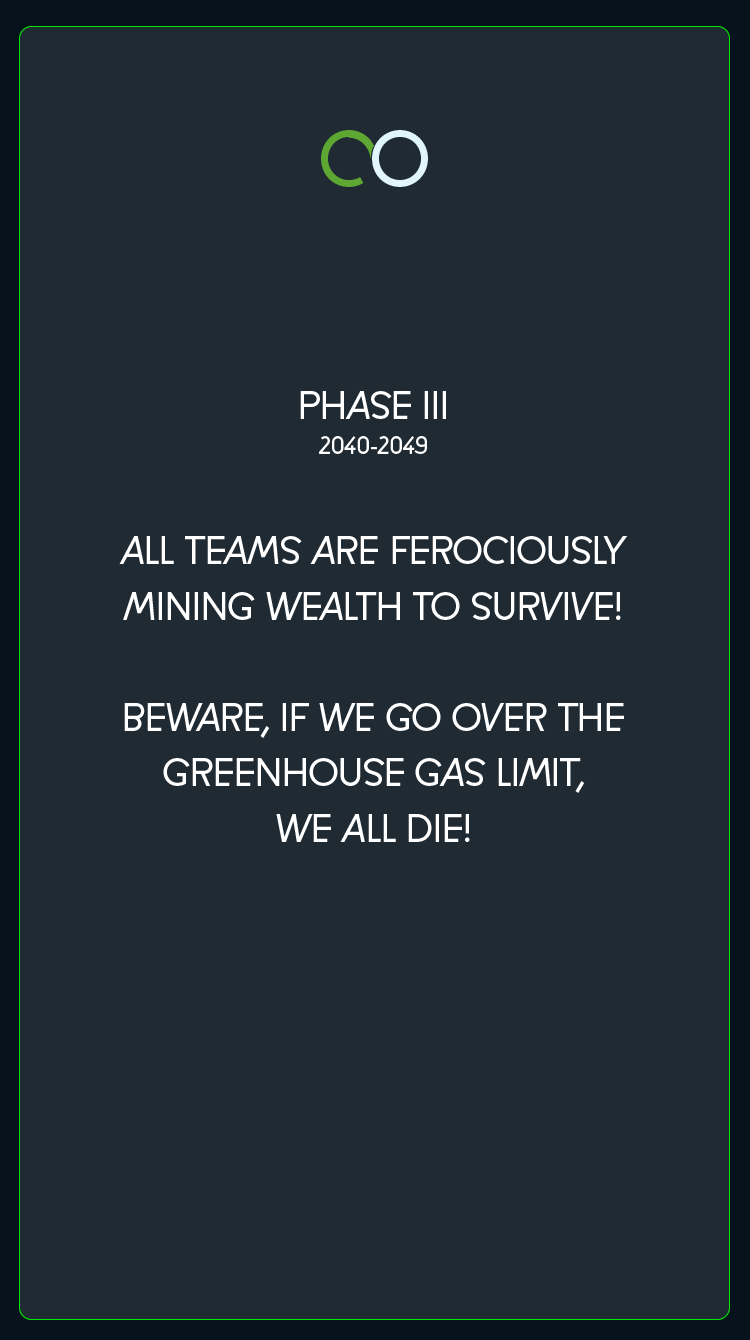 PHASE III
2040-2049
ALL TEAMS ARE FEROCIOUSLY
MINING WEALTH TO SURVIVE!
BEWARE, IF WE GO OVER THE
GREENHOUSE GAS LIMIT,
WE ALL DIE!